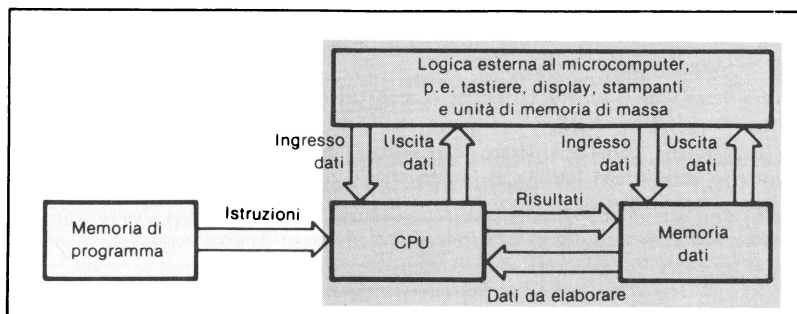 Logica esterna al microcomputer,
p.e. tastiere, display, stampanti
e unità di memoria di massa
Ingresso
dati
Uscita
dati
Ingresso
dati
Uscita
dati
Istruzioni
Risultati
Memoria di
programma
CPU
Memoria
dati
Dati da elaborare